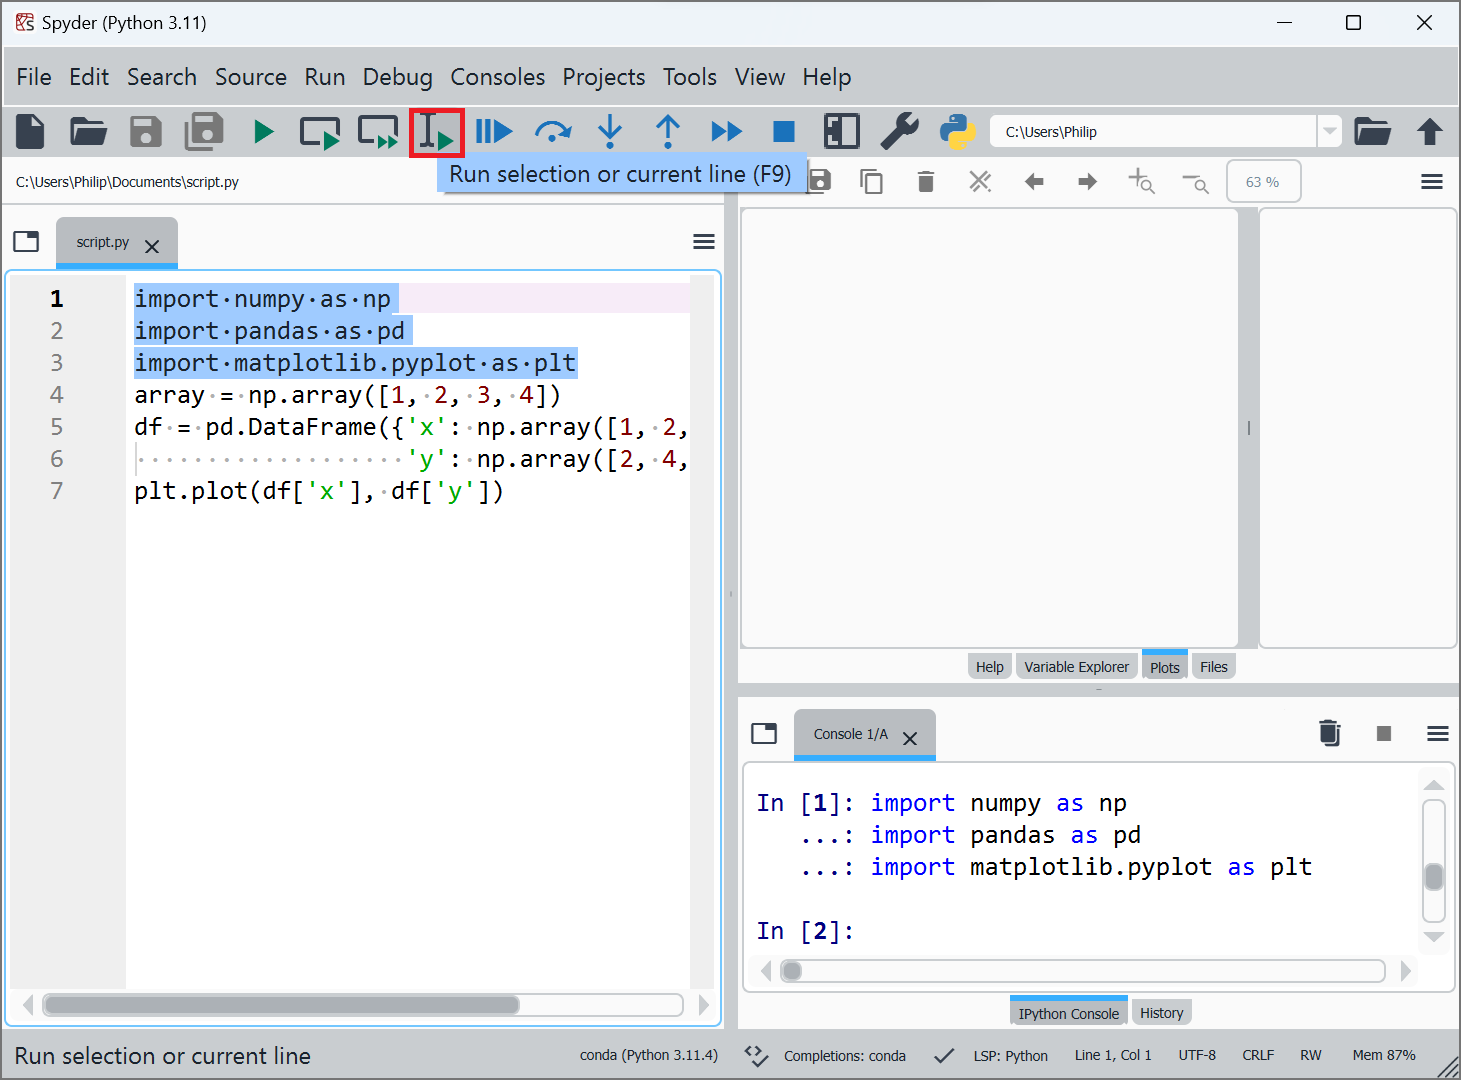 Spyder (Python 3.11)
File Edit Search Source Run Debug Consoles Projects Tools View Help
C:\Users\Philip
Run selection or current line (F9)
C:\Users\Philip\Documents\script.py
63 %
script.py
1 import numpy as np
2 import pandas as pd
3 import matplotlib.pyplot as plt
4 array = np.array([1, 2, 3, 4])
5 df = pd.DataFrame({'x': np.array([1, 2,
6                    'y': np.array([2, 4,
7 plt.plot(df['x'], df['y'])
Help Variable Explorer Plots Files
Console 1/A
In [1]: import numpy as np
   ...: import pandas as pd
   ...: import matplotlib.pyplot as plt
In [2]:
IPython Console History
Run selection or current line
conda (Python 3.11.4) Completions: conda LSP: Python Line 1, Col 1 UTF-8 CRLF RW Mem 87%